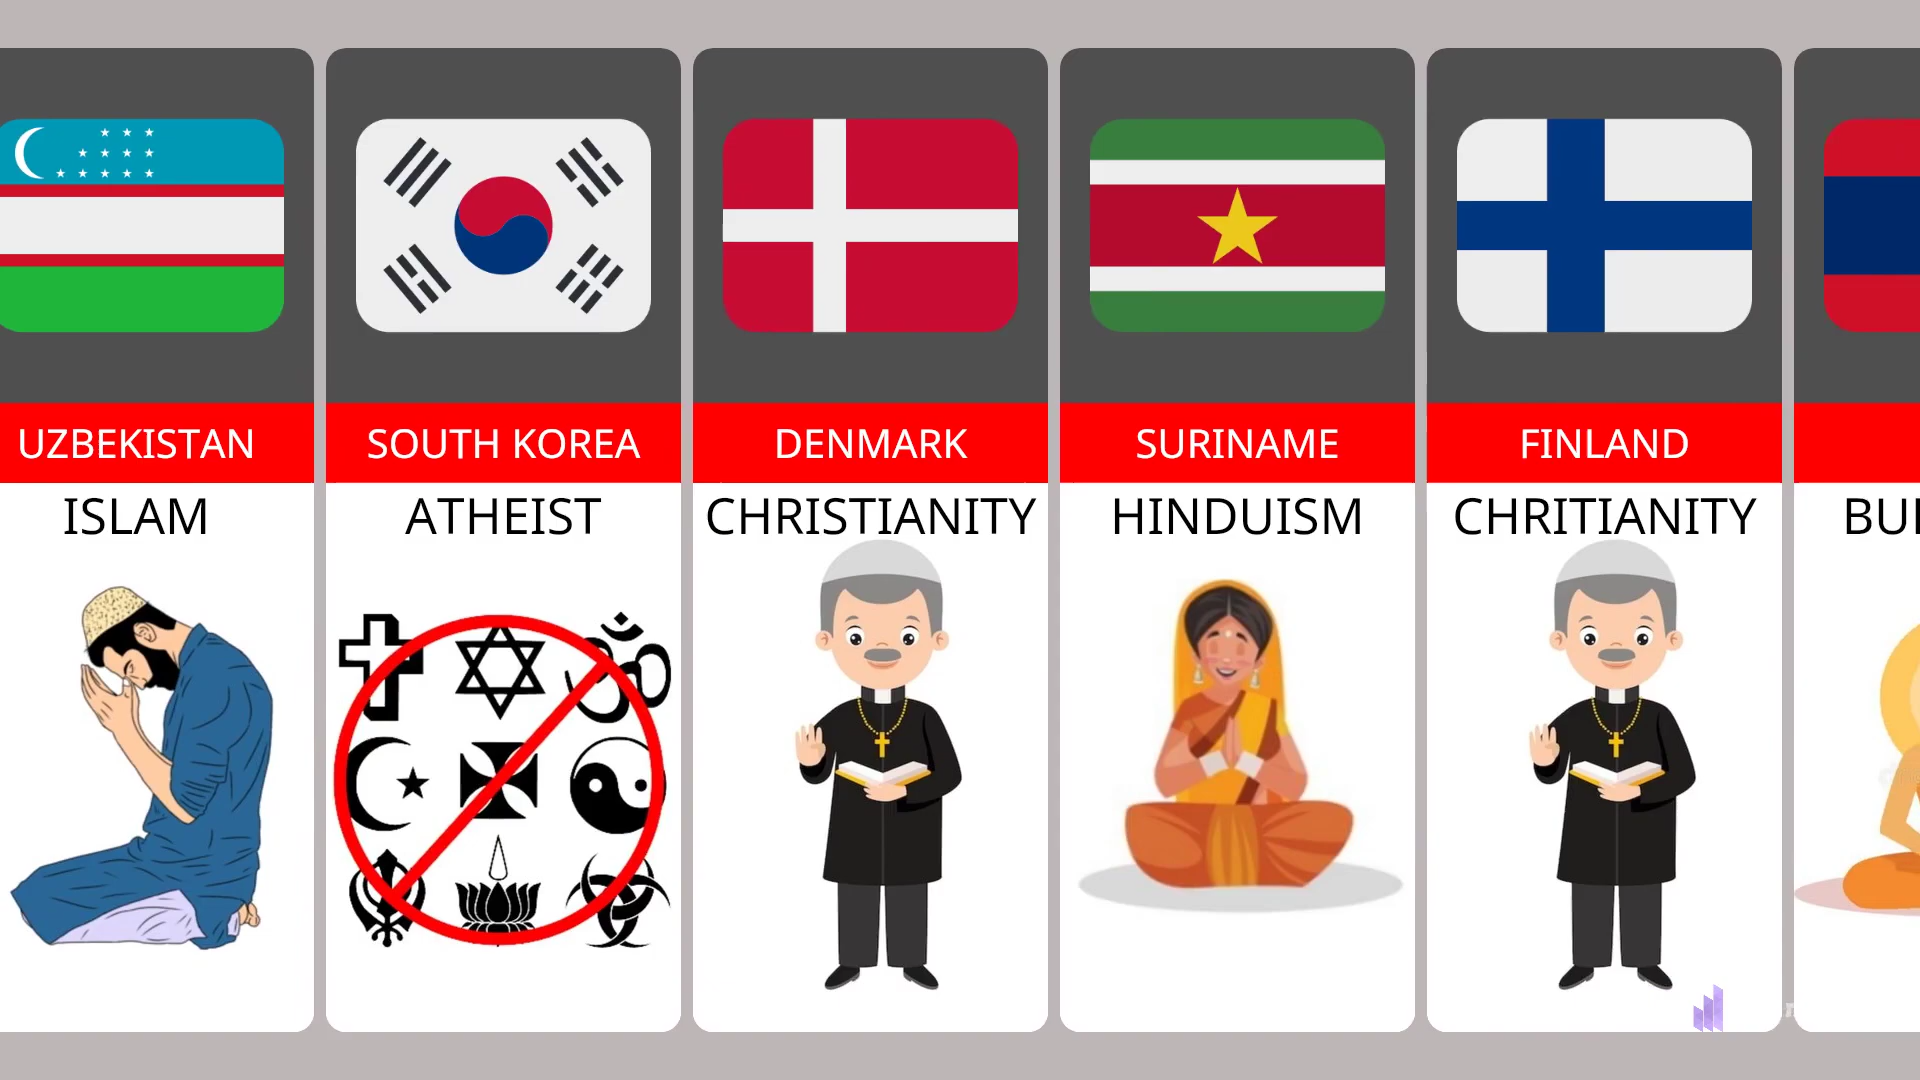 UZBEKISTAN
ISLAM
SOUTH KOREA
ATHEIST
DENMARK
CHRISTIANITY
SURINAME
HINDUISM
FINLAND
CHRITIANITY